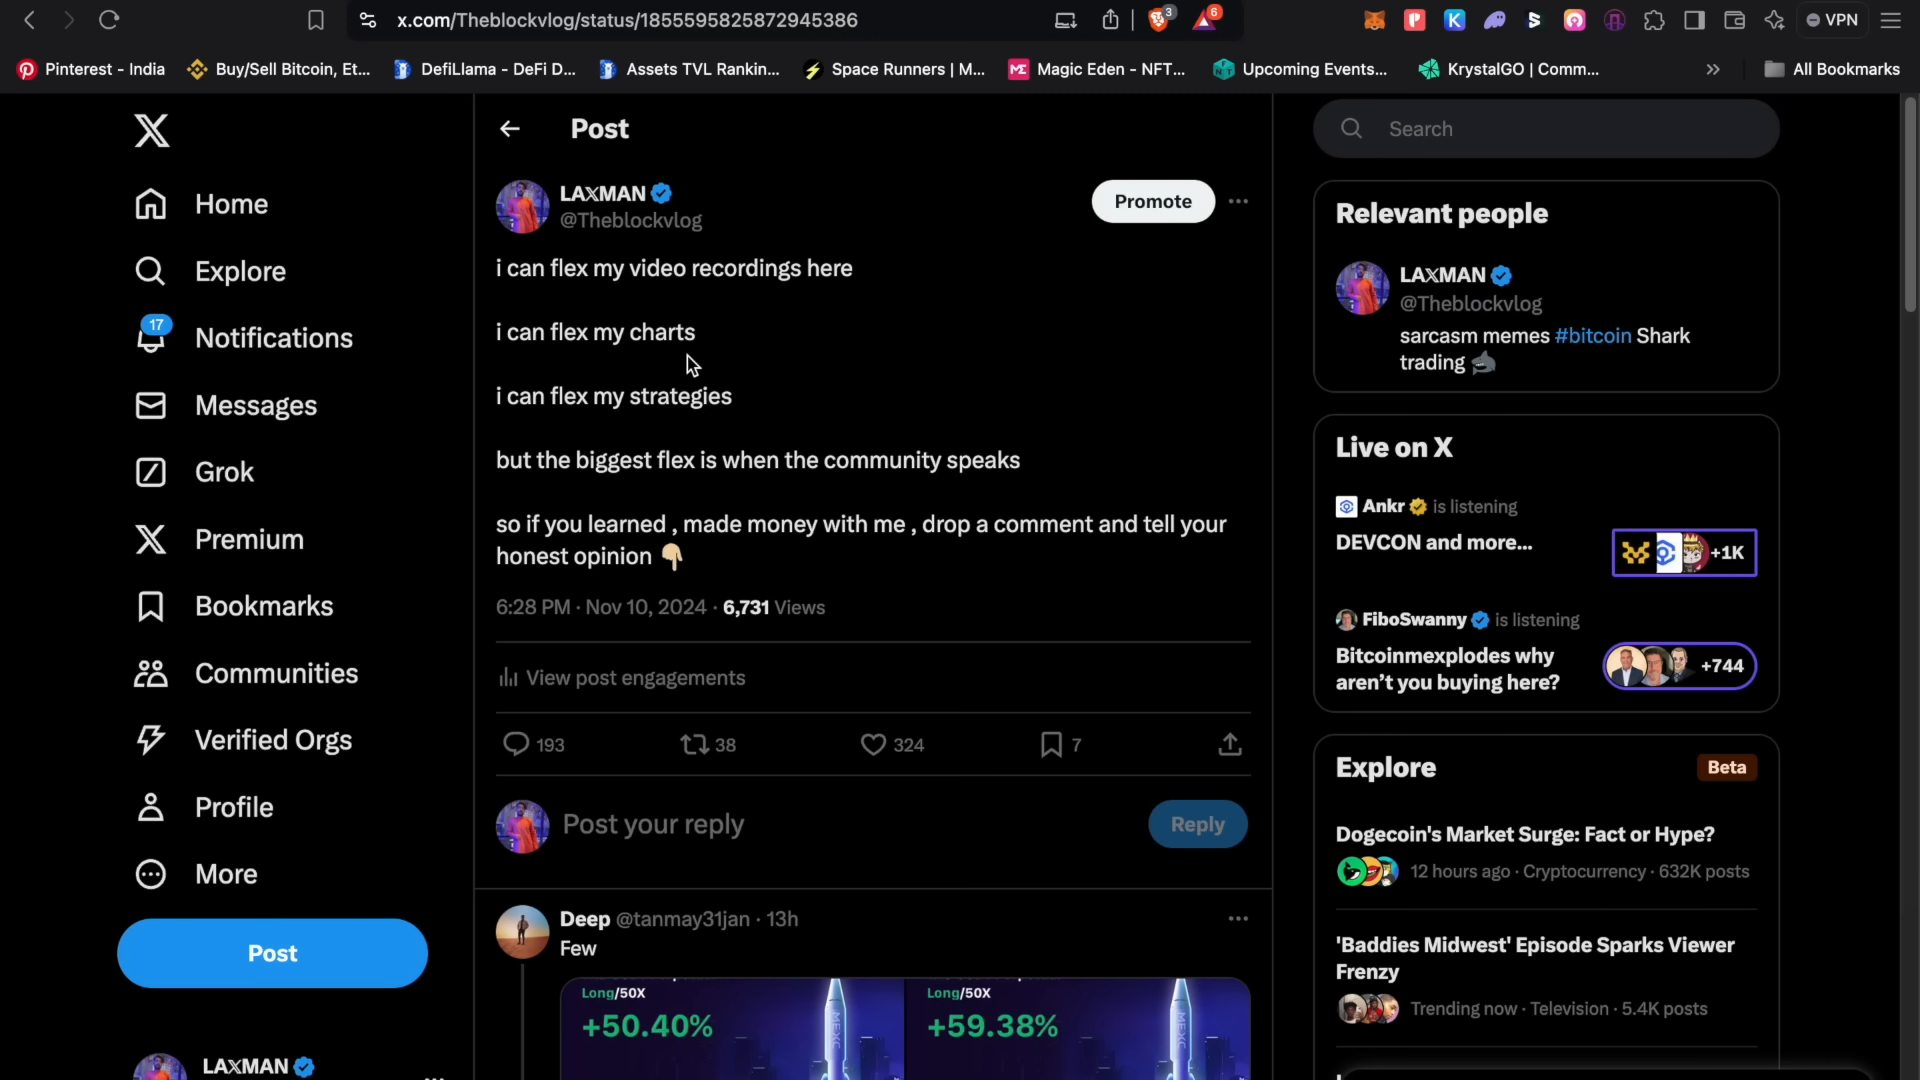 x.com/Theblockvlog/status/1855595825872945386
3
6
VPN
Pinterest - India
Buy/Sell Bitcoin, Et...
DefiLlama - DeFi D...
Assets TVL Rankin...
Space Runners | M...
Magic Eden - NFT...
Upcoming Events...
KrystalGO | Comm...
All Bookmarks
Home
Explore
17
Notifications
Messages
Grok
Premium
Bookmarks
Communities
Verified Orgs
Profile
More
Post
LAXMAN
Post
LAXMAN
@Theblockvlog
Promote
i can flex my video recordings here
i can flex my charts
i can flex my strategies
but the biggest flex is when the community speaks
so if you learned , made money with me , drop a comment and tell your
honest opinion 👇🏼
6:28 PM · Nov 10, 2024 · 6,731 Views
View post engagements
193
38
324
7
Post your reply
Reply
Deep @tanmay31jan · 13h
Few
Long/50X
+50.40%
MEXC
Long/50X
+59.38%
MEXC
Search
Relevant people
LAXMAN
@Theblockvlog
sarcasm memes #bitcoin Shark
trading 🦈
Live on X
Ankr is listening
DEVCON and more...
+1K
FiboSwanny is listening
Bitcoinmexplodes why
aren't you buying here?
+744
Explore
Beta
Dogecoin's Market Surge: Fact or Hype?
12 hours ago · Cryptocurrency · 632K posts
'Baddies Midwest' Episode Sparks Viewer
Frenzy
Trending now · Television · 5.4K posts